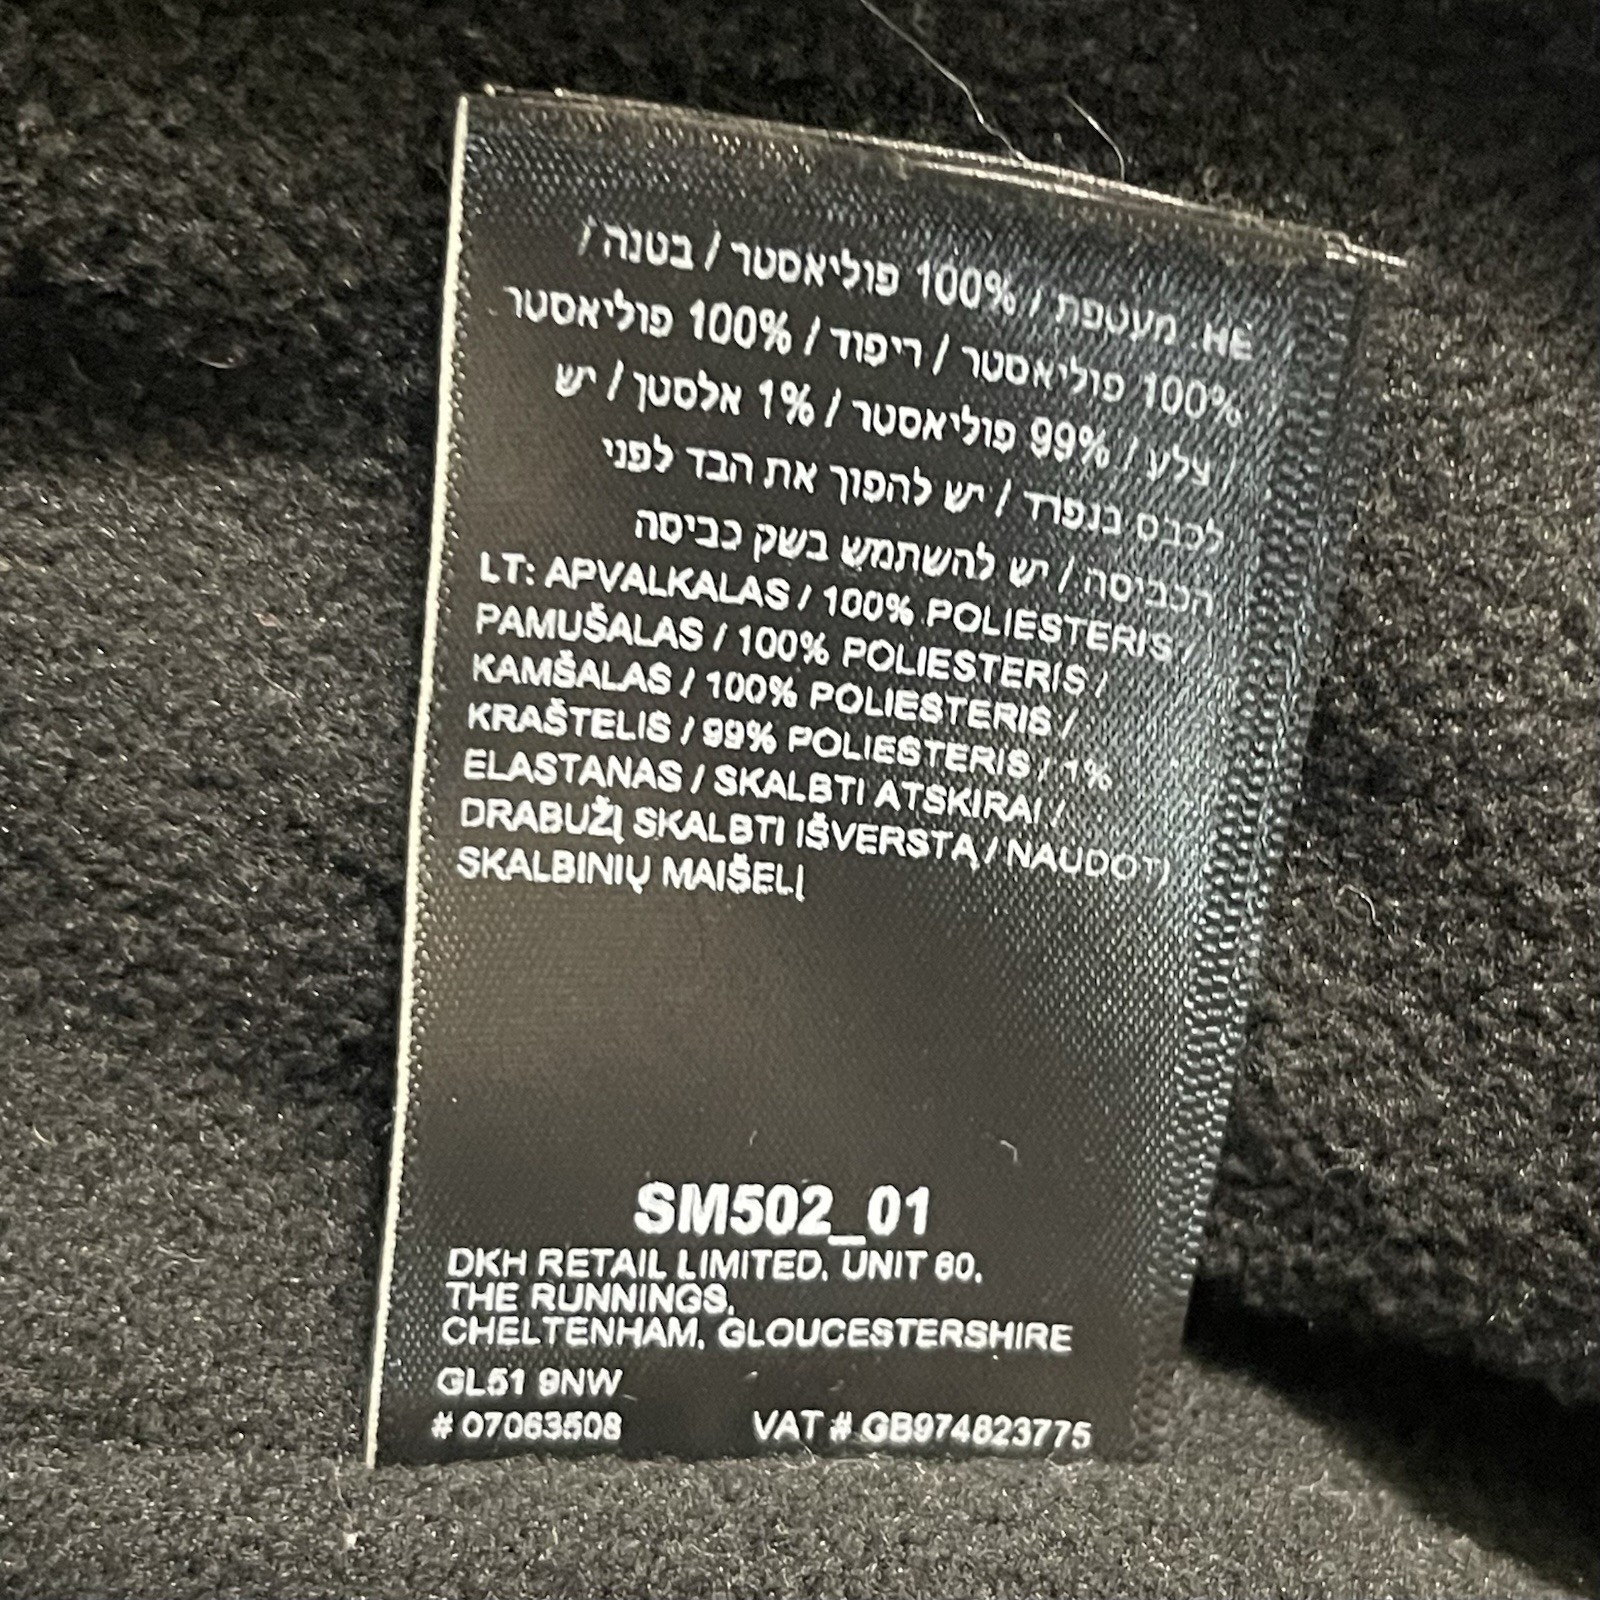 HE מעטפת / 100% פוליאסטר / בטנה /
100% פוליאסטר / ריפוד / 100% פוליאסטר
/ צלע / 99% פוליאסטר / 1% אלסטן / יש
לכבס בנפרד / יש להפוך את הבד לפני
הכביסה / יש להשתמש בשק כביסה
LT: APVALKALAS / 100% POLIESTERIS /
PAMUŠALAS / 100% POLIESTERIS /
KAMŠALAS / 100% POLIESTERIS /
KRAŠTELIS / 99% POLIESTERIS / 1%
ELASTANAS / SKALBTI ATSKIRAI /
DRABUŽĮ SKALBTI IŠVERSTĄ / NAUDOTI
SKALBINIŲ MAIŠELĮ
SM502_01
DKH RETAIL LIMITED, UNIT 60,
THE RUNNINGS,
CHELTENHAM, GLOUCESTERSHIRE
GL51 9NW
# 07063508 VAT # GB974823775